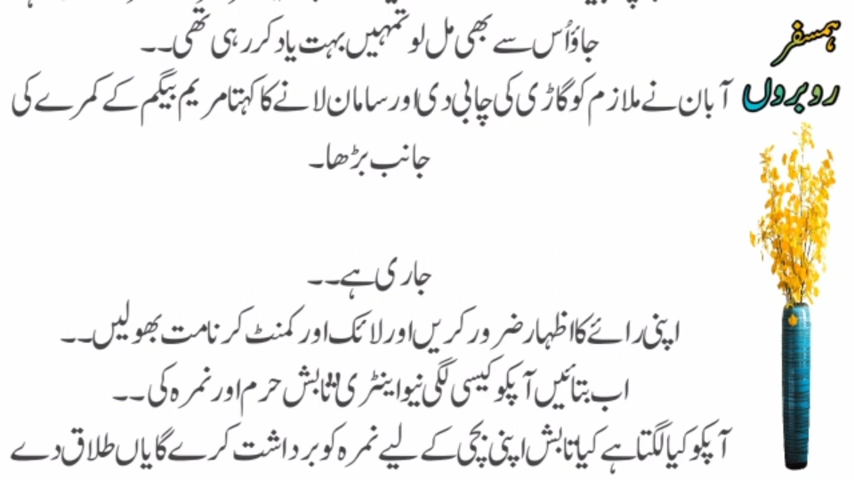 جاؤ اُس سے بھی مل لو تمہیں بہت یاد کر رہی تھی۔۔
ہمسفر
روبروں
آبان نے ملازم کو گاڑی کی چابی دی اور سامان لانے کا کہتا مریم بیگم کے کمرے کی
جانب بڑھا۔
جاری ہے۔۔
اپنی رائے کا اظہار ضرور کریں اور لائک اور کمنٹ کرنا مت بھولیں۔۔
اب بتائیں آپکو کیسی لگی نیو اینٹری تابش حرم اور نمرہ کی۔۔
آپکو کیا لگتا ہے کیا تابش اپنی بچی کے لیے نمرہ کو برداشت کرے گا یاں طلاق دے